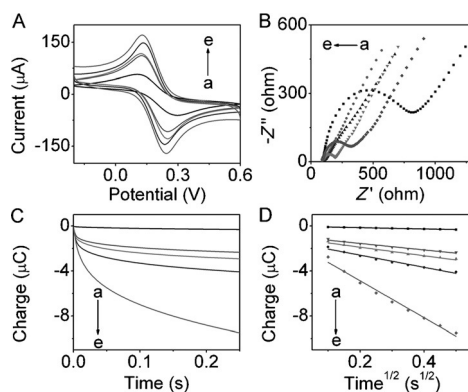 A
Current (μA)
150
0
-150
e
a
0.0
0.3
0.6
Potential (V)
B
-Z″ (ohm)
600
300
0
e a
0
500
1000
Z′ (ohm)
C
Charge (μC)
0
-4
-8
a
e
0.0
0.1
0.2
Time (s)
D
Charge (μC)
0
-4
-8
a
e
0.2
0.4
Time1/2 (s1/2)